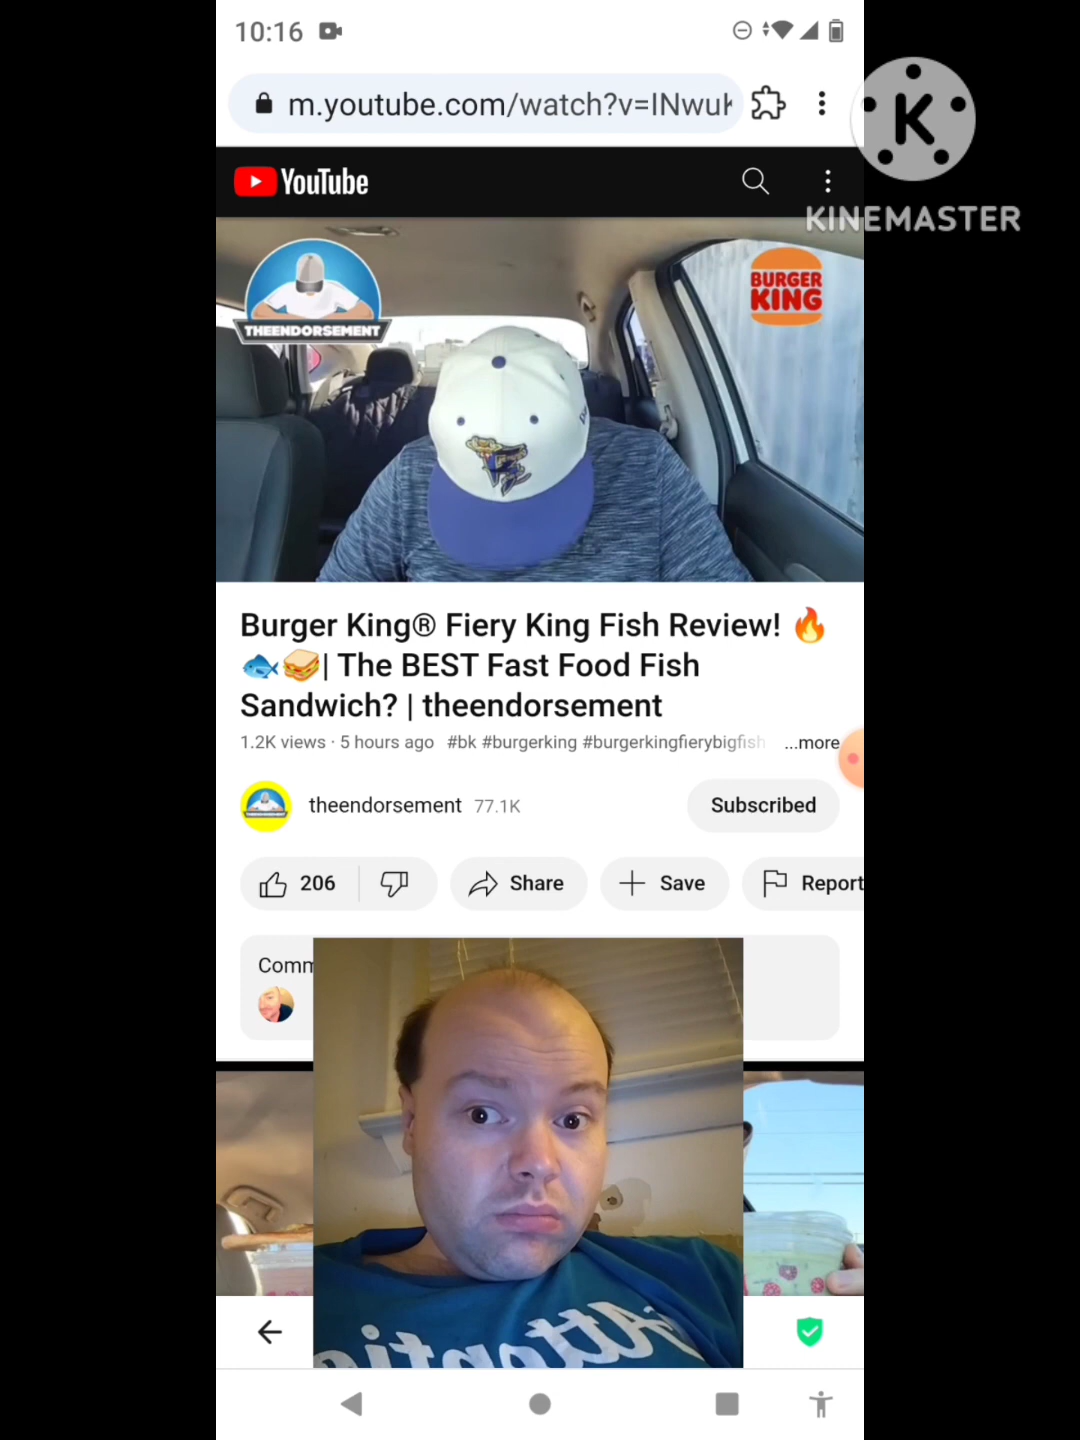 10:16
m.youtube.com/watch?v=INwuk
K
KINEMASTER
YouTube
THEENDORSEMENT
BURGER
KING
Burger King® Fiery King Fish Review! 🔥
🐟🥪| The BEST Fast Food Fish
Sandwich? | theendorsement
1.2K views · 5 hours ago #bk #burgerking #burgerkingfierybigfish ...more
theendorsement 77.1K
Subscribed
206
Share
Save
Report
Comm